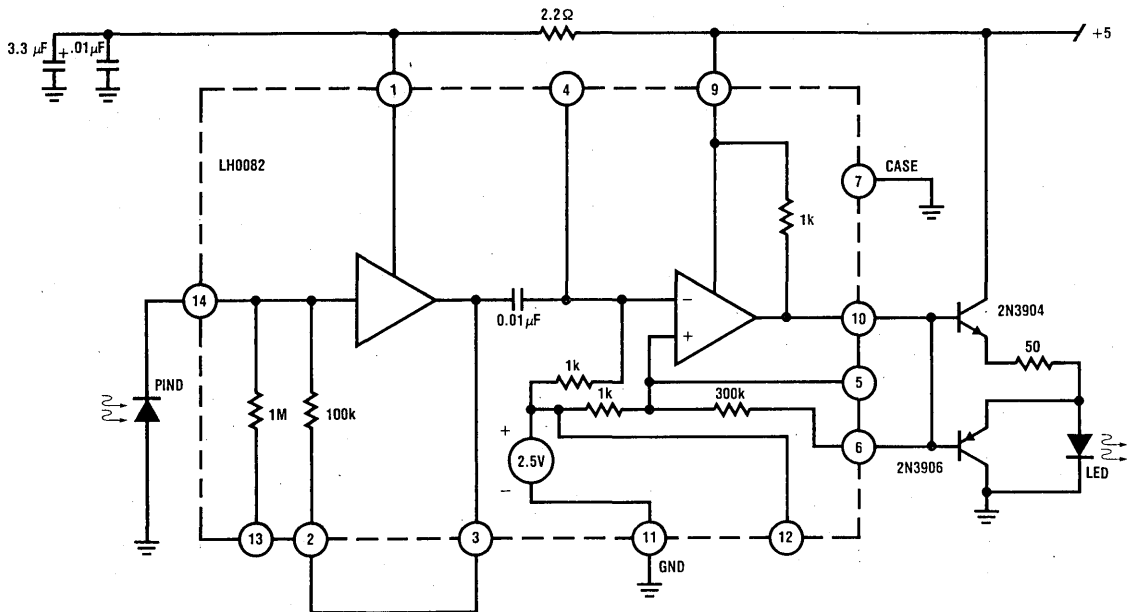 2.2Ω
3.3 μF
+
.01μF
+5
1
4
9
LH0082
7
CASE
1k
14
0.01μF
−
+
10
2N3904
50
PIND
1M
100k
1k
1k
300k
5
+
2.5V
−
6
2N3906
LED
13
2
3
11
GND
12